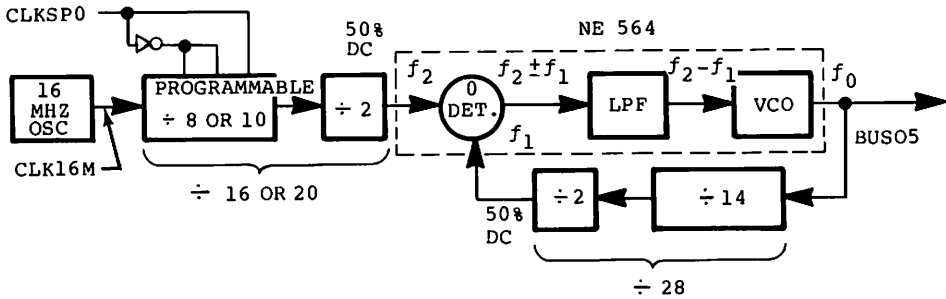 CLKSP0
50%
DC
NE 564
16
MHZ
OSC
CLK16M
PROGRAMMABLE
÷ 8 OR 10
÷ 2
÷ 16 OR 20
f2
0
DET.
f1
f2 ± f1
LPF
f2 – f1
VCO
f0
BUS05
50%
DC
÷2
÷14
÷ 28